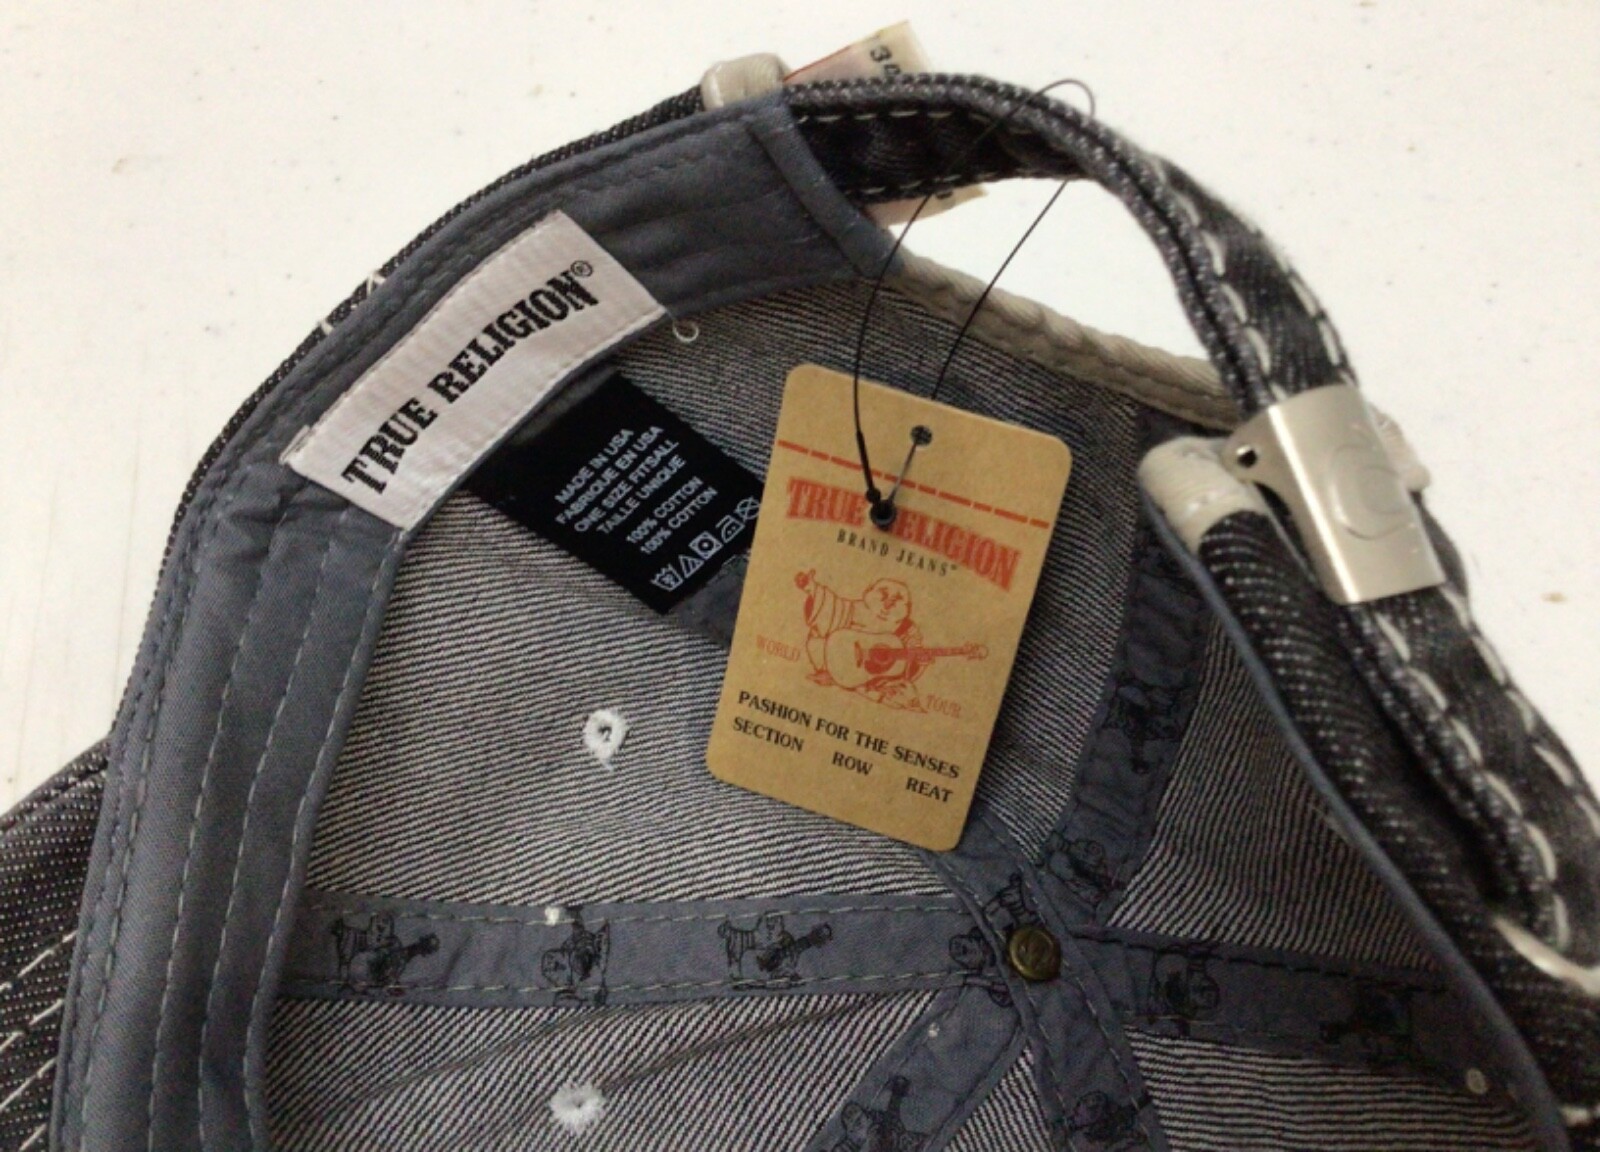 34
TRUE RELIGION®
MADE IN USA
FABRIQUE EN USA
ONE SIZE FITSALL
TAILLE UNIQUE
100% COTTON
100% COTTON
TRUE RELIGION
BRAND JEANS
WORLD TOUR
PASHION FOR THE SENSES
SECTION ROW REAT